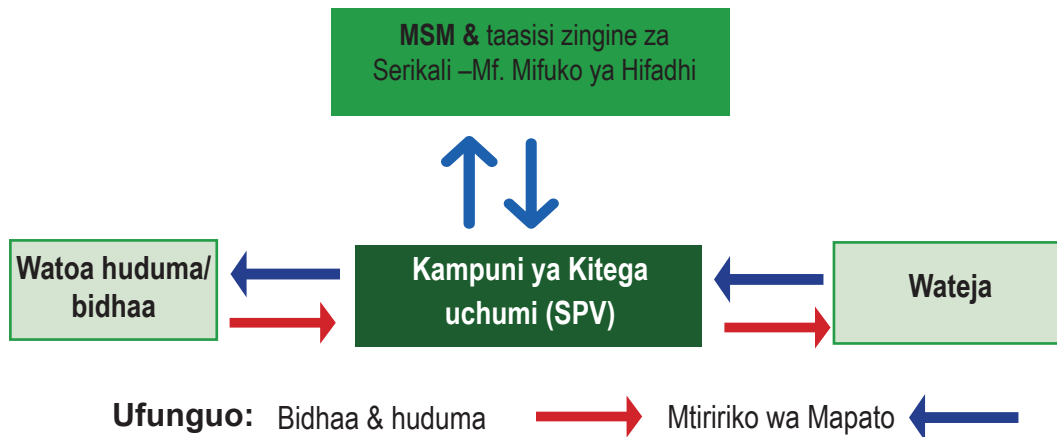 MSM & taasisi zingine za
Serikali –Mf. Mifuko ya Hifadhi
Watoa huduma/
bidhaa
Kampuni ya Kitega
uchumi (SPV)
Wateja
Ufunguo: Bidhaa & huduma Mtiririko wa Mapato